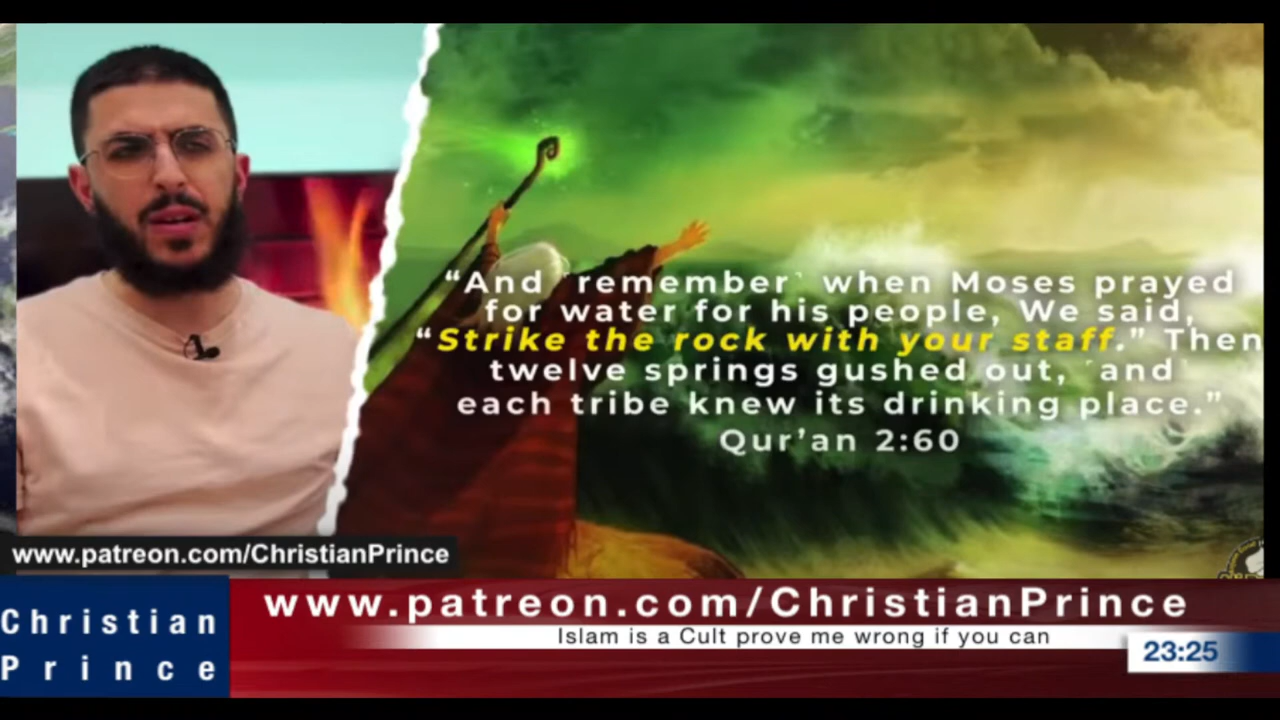 “And ˹remember˺ when Moses prayed
for water for his people, We said,
“Strike the rock with your staff.” Then
twelve springs gushed out, ˹and˺
each tribe knew its drinking place.”
Qur’an 2:60
www.patreon.com/ChristianPrince
Christian
Prince
www.patreon.com/ChristianPrince
Islam is a Cult prove me wrong if you can
23:25